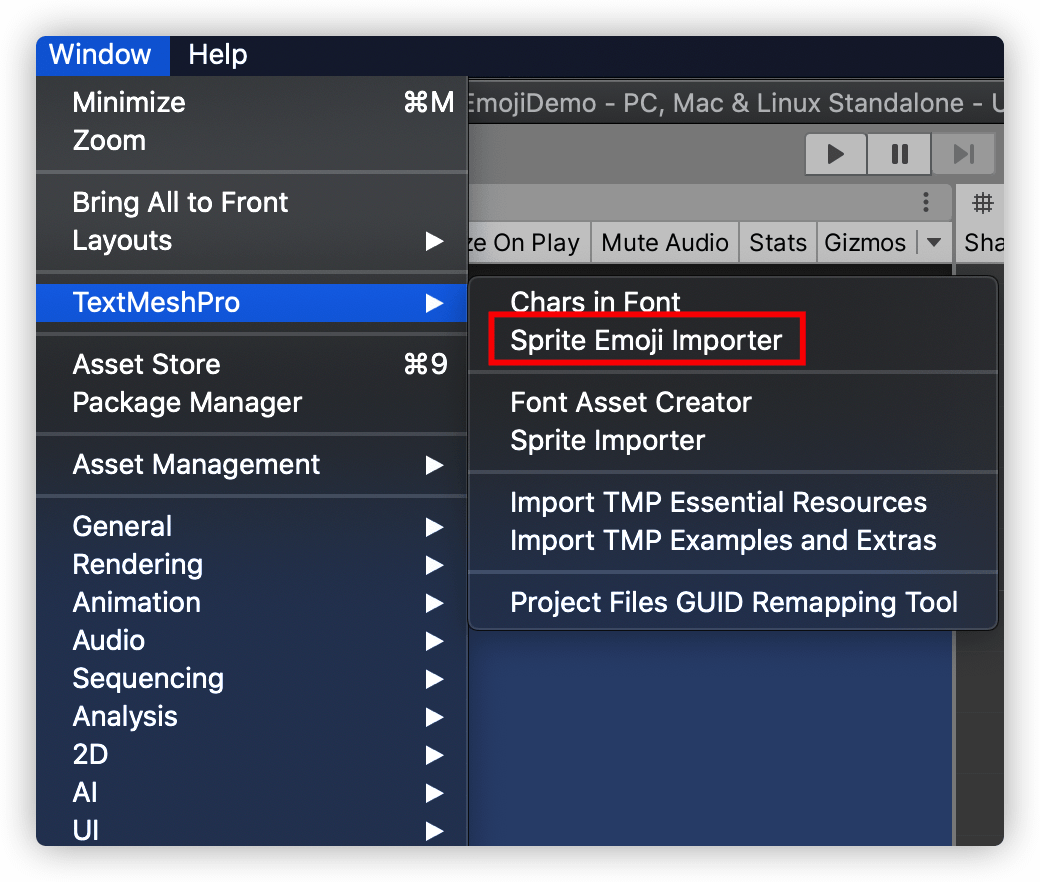 Window Help
Minimize ⌘M
Zoom
Bring All to Front
Layouts
TextMeshPro
Asset Store ⌘9
Package Manager
Asset Management
General
Rendering
Animation
Audio
Sequencing
Analysis
2D
AI
UI
EmojiDemo - PC, Mac & Linux Standalone - U
ze On Play Mute Audio Stats Gizmos Sha
Chars in Font
Sprite Emoji Importer
Font Asset Creator
Sprite Importer
Import TMP Essential Resources
Import TMP Examples and Extras
Project Files GUID Remapping Tool